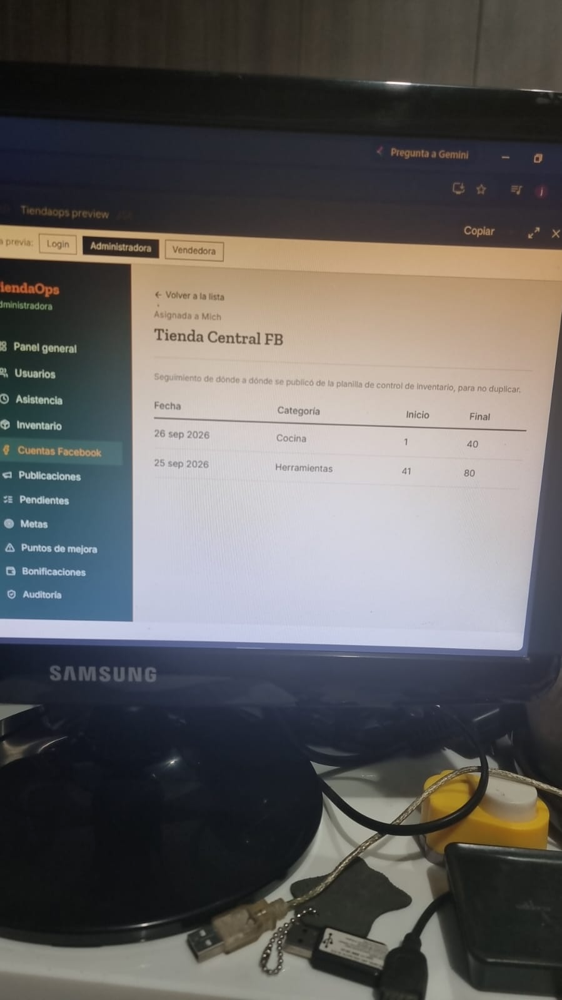 Pregunta a Gemini
Tiendaops preview
Copiar
a previa: Login Administradora Vendedora
iendaOps
dministradora
Panel general
Usuarios
Asistencia
Inventario
Cuentas Facebook
Publicaciones
Pendientes
Metas
Puntos de mejora
Bonificaciones
Auditoría
← Volver a la lista
Asignada a Mich
Tienda Central FB
Seguimiento de dónde a dónde se publicó de la planilla de control de inventario, para no duplicar.
Fecha Categoría Inicio Final
26 sep 2026 Cocina 1 40
25 sep 2026 Herramientas 41 80
SAMSUNG